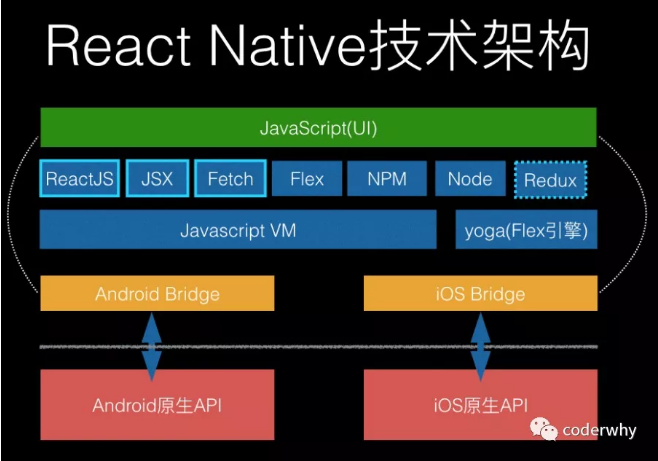 React Native技术架构
JavaScript(UI)
ReactJS
JSX
Fetch
Flex
NPM
Node
Redux
Javascript VM
yoga(Flex引擎)
Android Bridge
iOS Bridge
Android原生API
iOS原生API
coderwhy